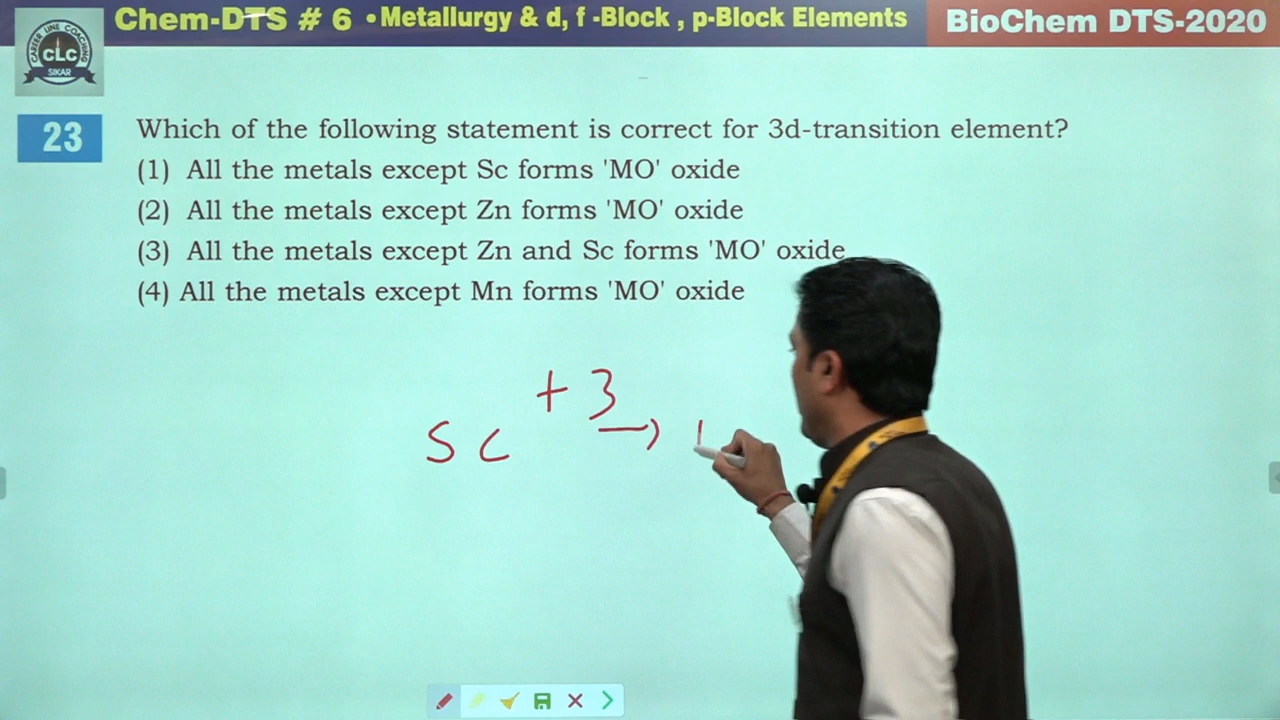 Chem-DTS # 6 • Metallurgy & d, f -Block , p-Block Elements
BioChem DTS-2020
CAREER LINE COACHING
CLC
SIKAR
23
Which of the following statement is correct for 3d-transition element?
(1) All the metals except Sc forms 'MO' oxide
(2) All the metals except Zn forms 'MO' oxide
(3) All the metals except Zn and Sc forms 'MO' oxide
(4) All the metals except Mn forms 'MO' oxide
Sc +3 →